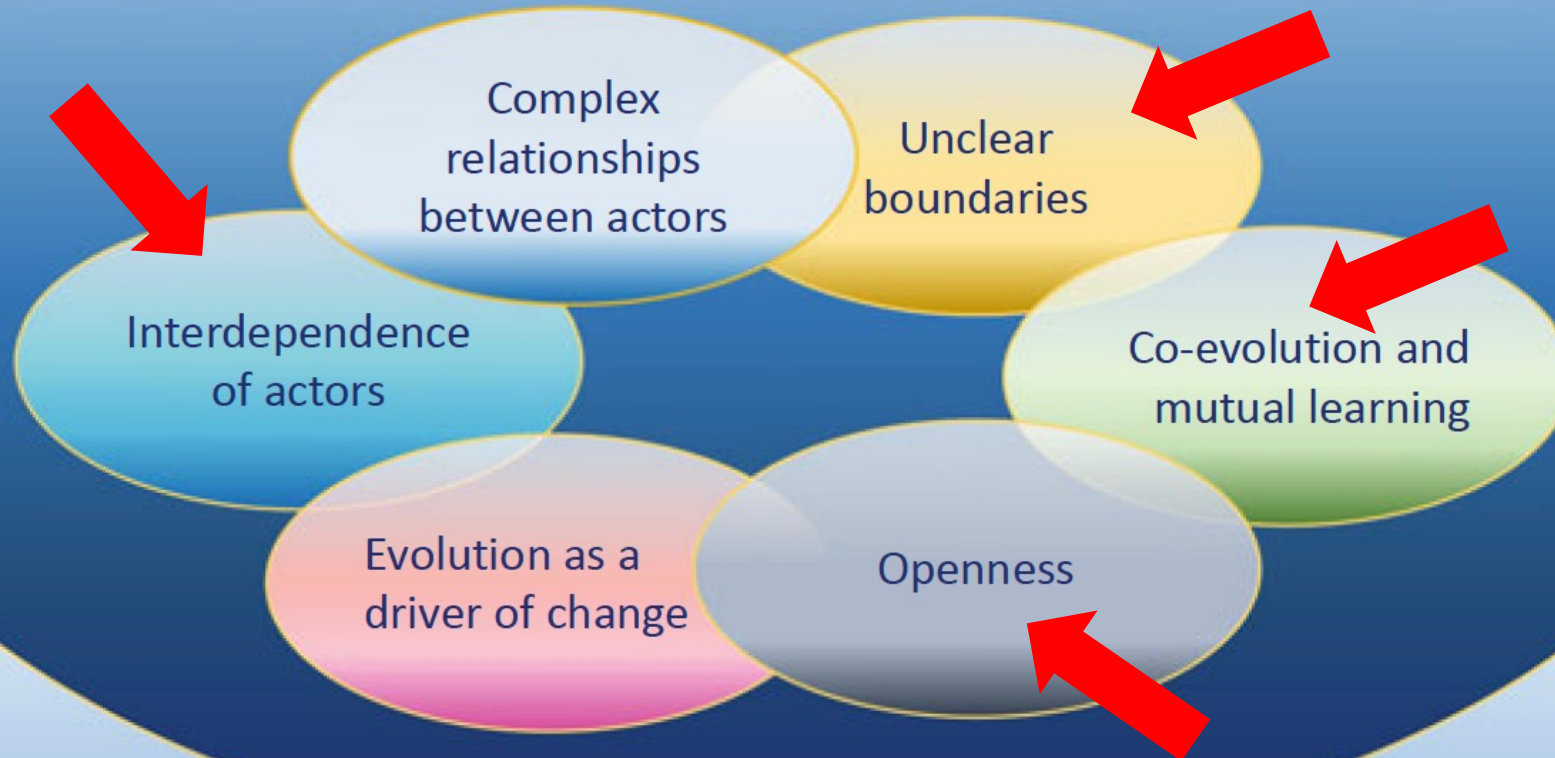 Complex
relationships
between actors
Unclear
boundaries
Interdependence
of actors
Co-evolution and
mutual learning
Evolution as a
driver of change
Openness